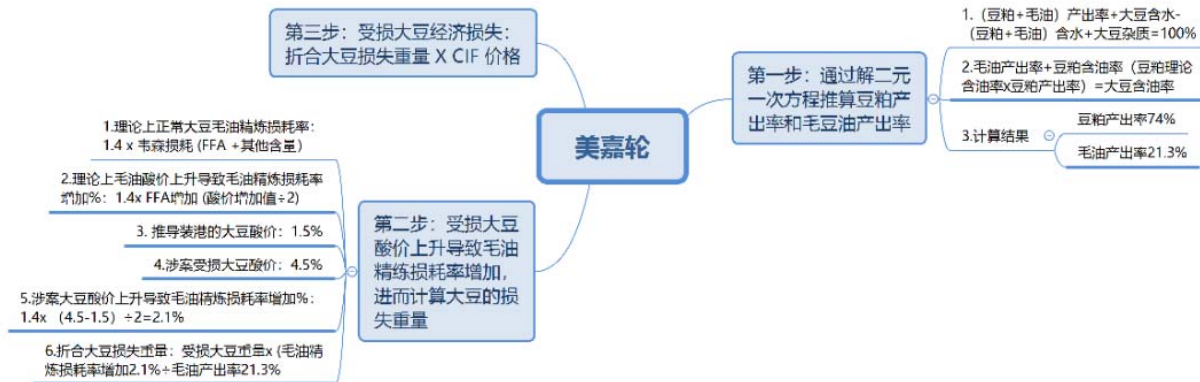 美嘉轮
第一步：通过解二元
一次方程推算豆粕产
出率和毛豆油产出率
1.（豆粕+毛油）产出率+大豆含水-
（豆粕+毛油）含水+大豆杂质=100%
2.毛油产出率+豆粕含油率（豆粕理论
含油率x豆粕产出率）=大豆含油率
3.计算结果
豆粕产出率74%
毛油产出率21.3%
第二步：受损大豆
酸价上升导致毛油
精炼损耗率增加，
进而计算大豆的损
失重量
1.理论上正常大豆毛油精炼损耗率：
1.4 x 韦森损耗 (FFA +其他含量）
2.理论上毛油酸价上升导致毛油精炼损耗率
增加%：1.4x FFA增加 (酸价增加值÷2)
3. 推导装港的大豆酸价：1.5%
4.涉案受损大豆酸价：4.5%
5.涉案大豆酸价上升导致毛油精炼损耗率增加%：
1.4x （4.5-1.5）÷2=2.1%
6.折合大豆损失重量：受损大豆重量x (毛油精
炼损耗率增加2.1%÷毛油产出率21.3%
第三步：受损大豆经济损失：
折合大豆损失重量 X CIF 价格